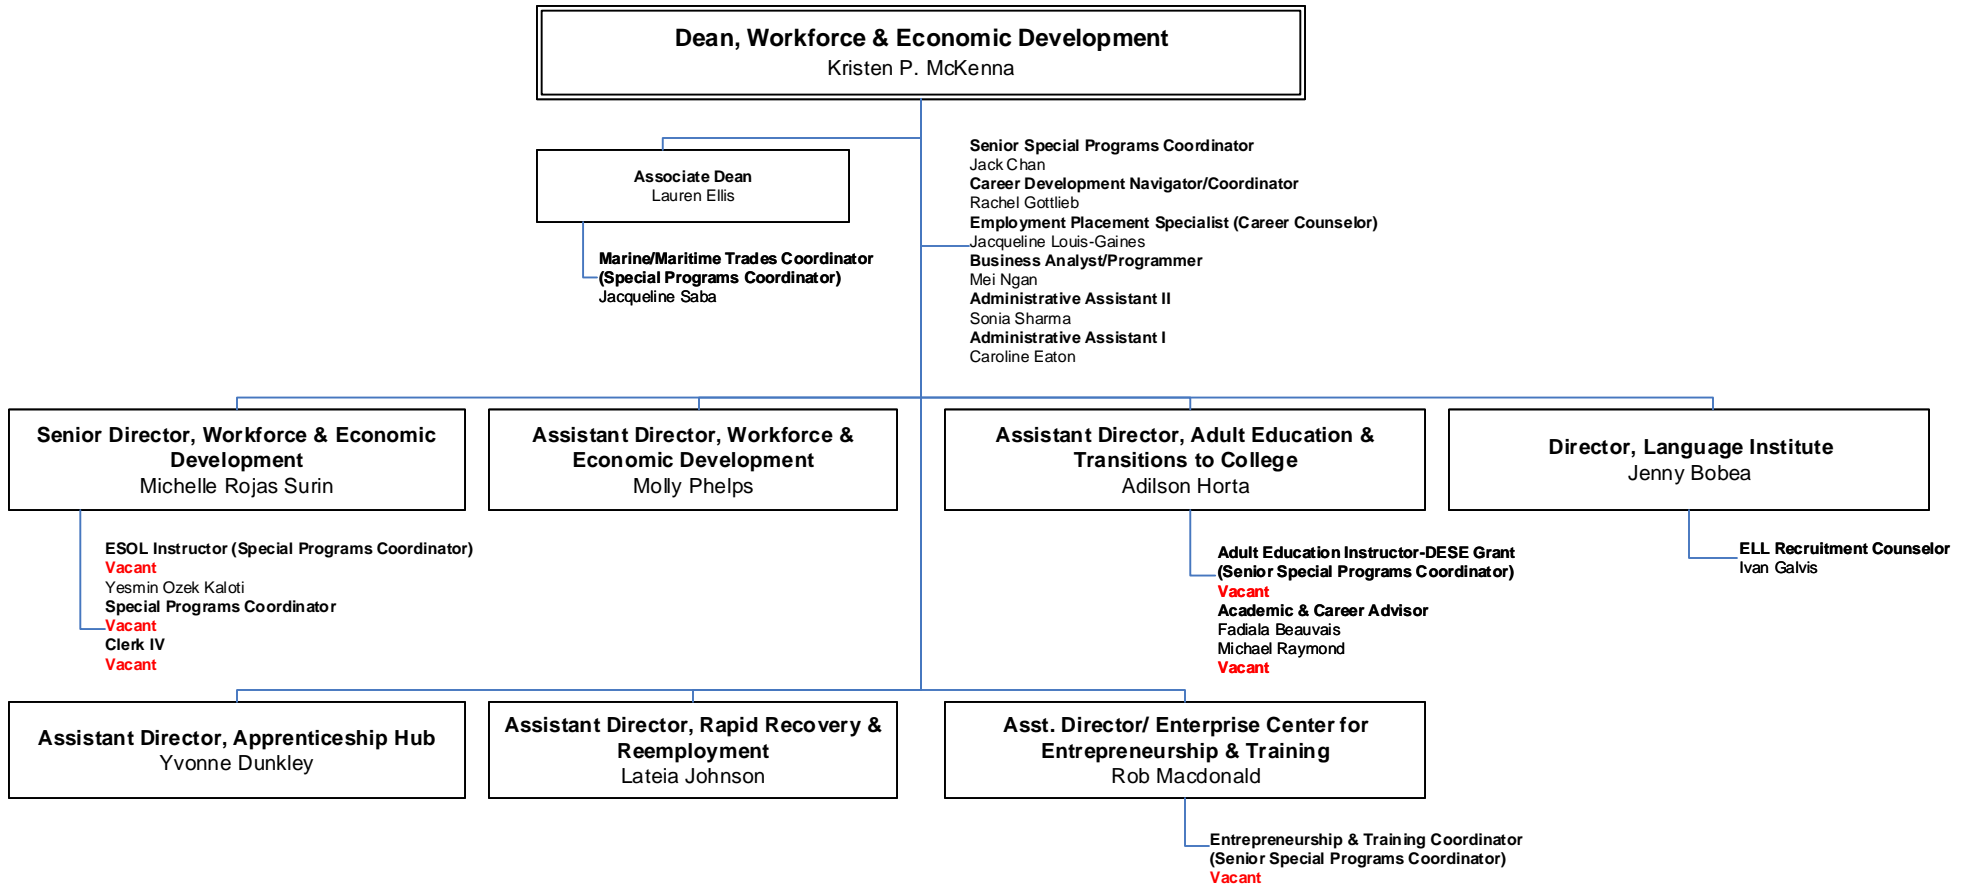 Dean, Workforce & Economic Development
Kristen P. McKenna
Associate Dean
Lauren Ellis
Marine/Maritime Trades Coordinator
(Special Programs Coordinator)
Jacqueline Saba
Senior Special Programs Coordinator
Jack Chan
Career Development Navigator/Coordinator
Rachel Gottlieb
Employment Placement Specialist (Career Counselor)
Jacqueline Louis-Gaines
Business Analyst/Programmer
Mei Ngan
Administrative Assistant II
Sonia Sharma
Administrative Assistant I
Caroline Eaton
Senior Director, Workforce & Economic
Development
Michelle Rojas Surin
ESOL Instructor (Special Programs Coordinator)
Vacant
Yesmin Ozek Kaloti
Special Programs Coordinator
Vacant
Clerk IV
Vacant
Assistant Director, Workforce &
Economic Development
Molly Phelps
Assistant Director, Adult Education &
Transitions to College
Adilson Horta
Adult Education Instructor-DESE Grant
(Senior Special Programs Coordinator)
Vacant
Academic & Career Advisor
Fadiala Beauvais
Michael Raymond
Vacant
Director, Language Institute
Jenny Bobea
ELL Recruitment Counselor
Ivan Galvis
Assistant Director, Apprenticeship Hub
Yvonne Dunkley
Assistant Director, Rapid Recovery &
Reemployment
Lateia Johnson
Asst. Director/ Enterprise Center for
Entrepreneurship & Training
Rob Macdonald
Entrepreneurship & Training Coordinator
(Senior Special Programs Coordinator)
Vacant